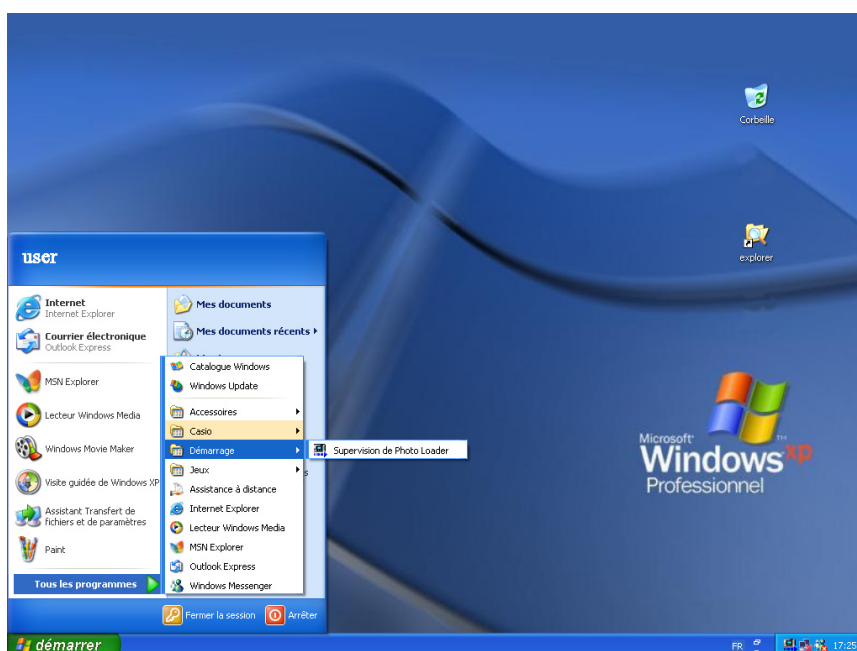 Corbeille
explorer
user
Internet
Internet Explorer
Courrier électronique
Outlook Express
MSN Explorer
Lecteur Windows Media
Windows Movie Maker
Visite guidée de Windows XP
Assistant Transfert de
fichiers et de paramètres
Paint
Tous les programmes
Mes documents
Mes documents récents
Catalogue Windows
Windows Update
Accessoires
Casio
Démarrage
Jeux
Assistance à distance
Internet Explorer
Lecteur Windows Media
MSN Explorer
Outlook Express
Windows Messenger
Supervision de Photo Loader
Fermer la session
Arrêter
Microsoft
Windows xp
Professionnel
démarrer
FR
17:25